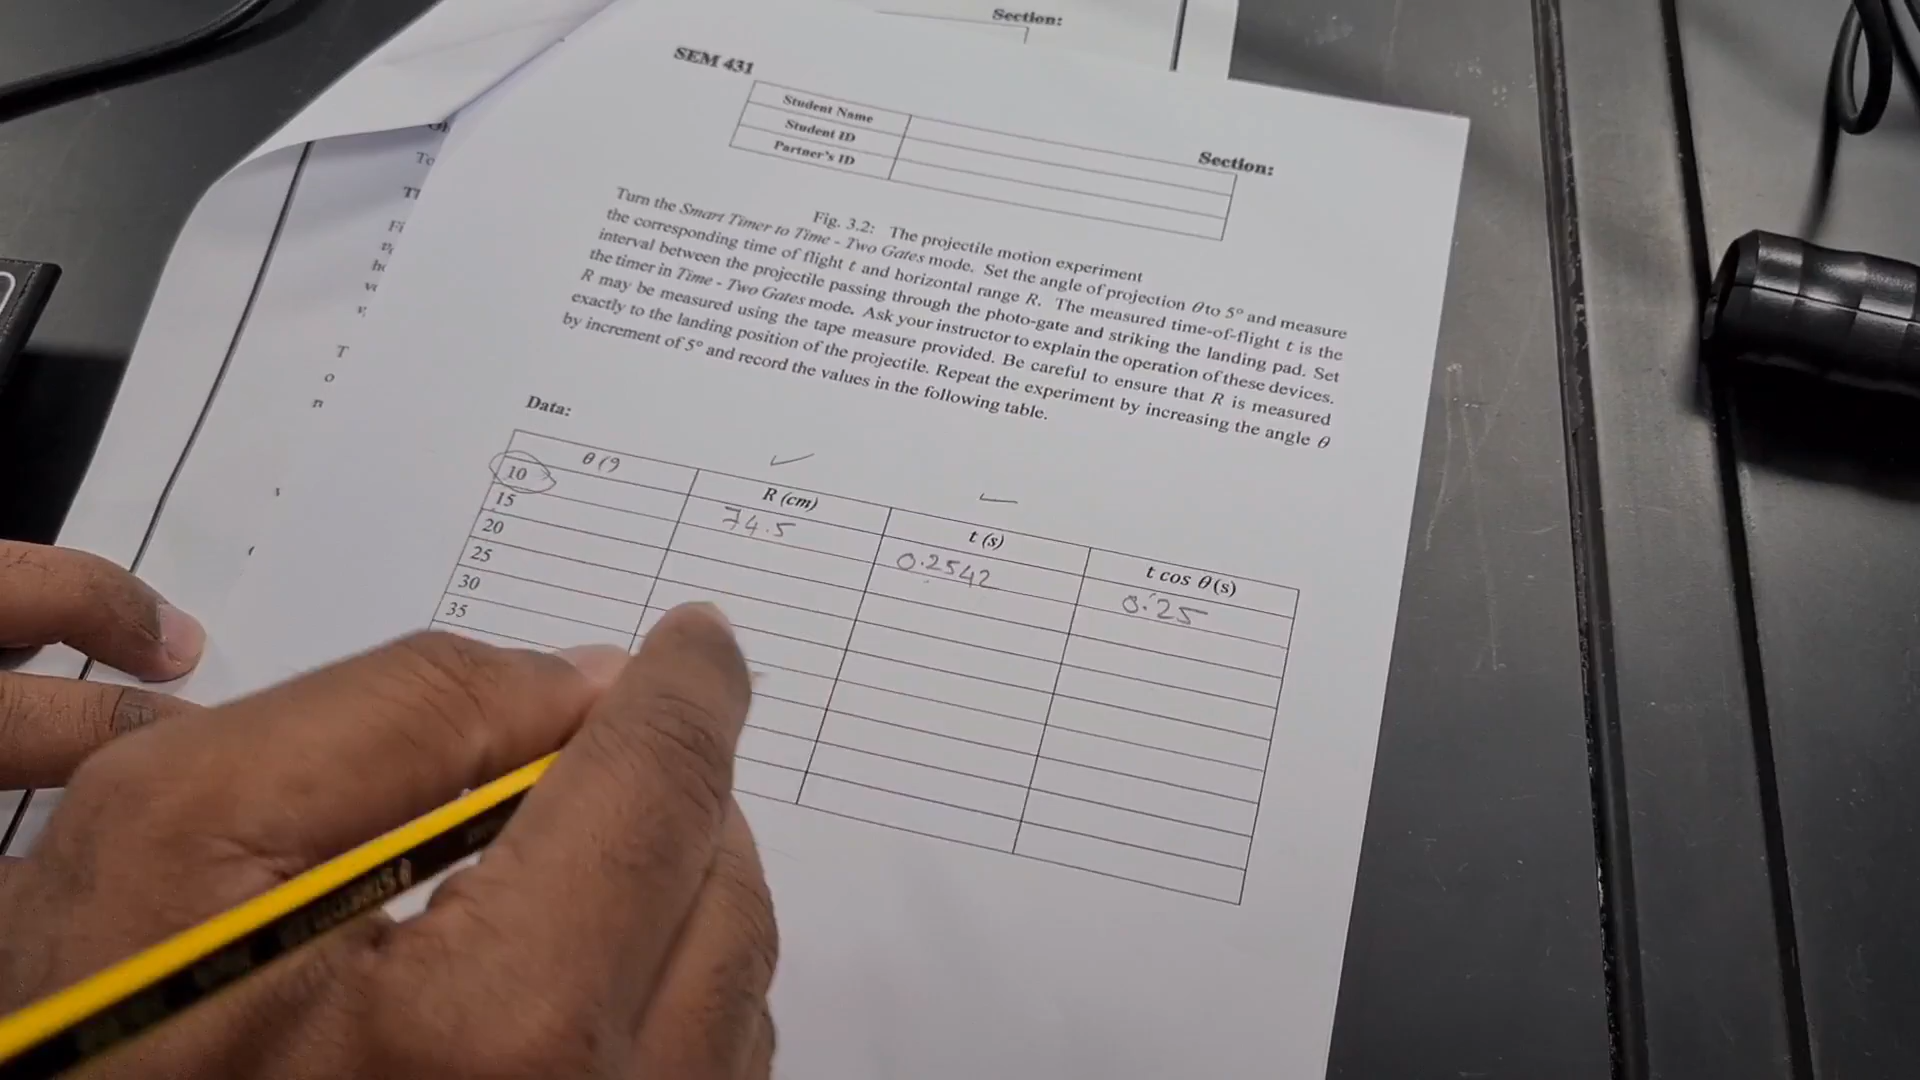 Section:
SEM 431
Section:
Student Name
Student ID
Partner's ID
Fig. 3.2: The projectile motion experiment
Turn the Smart Timer to Time - Two Gates mode. Set the angle of projection θ to 5° and measure
the corresponding time of flight t and horizontal range R. The measured time-of-flight t is the
interval between the projectile passing through the photo-gate and striking the landing pad. Set
the timer in Time - Two Gates mode. Ask your instructor to explain the operation of these devices.
R may be measured using the tape measure provided. Be careful to ensure that R is measured
exactly to the landing position of the projectile. Repeat the experiment by increasing the angle θ
by increment of 5° and record the values in the following table.
Data:
θ (°) R (cm) t (s) t cos θ (s)
10 74.5 0.2542 0.25
15
20
25
30
35
To